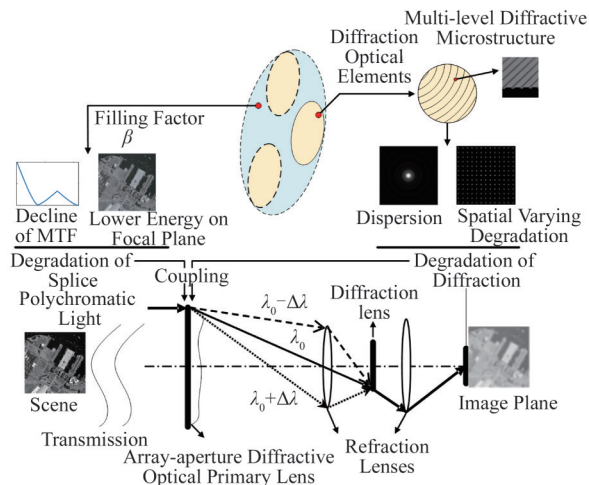 Multi-level Diffractive
Microstructure
Diffraction
Optical
Elements
Filling Factor
β
Decline
of MTF
Lower Energy on
Focal Plane
Dispersion
Spatial Varying
Degradation
Degradation of
Splice
Coupling
Degradation of
Diffraction
Polychromatic
Light
λ₀−Δλ
λ₀
λ₀+Δλ
Diffraction
lens
Scene
Transmission
Array-aperture Diffractive
Optical Primary Lens
Refraction
Lenses
Image Plane